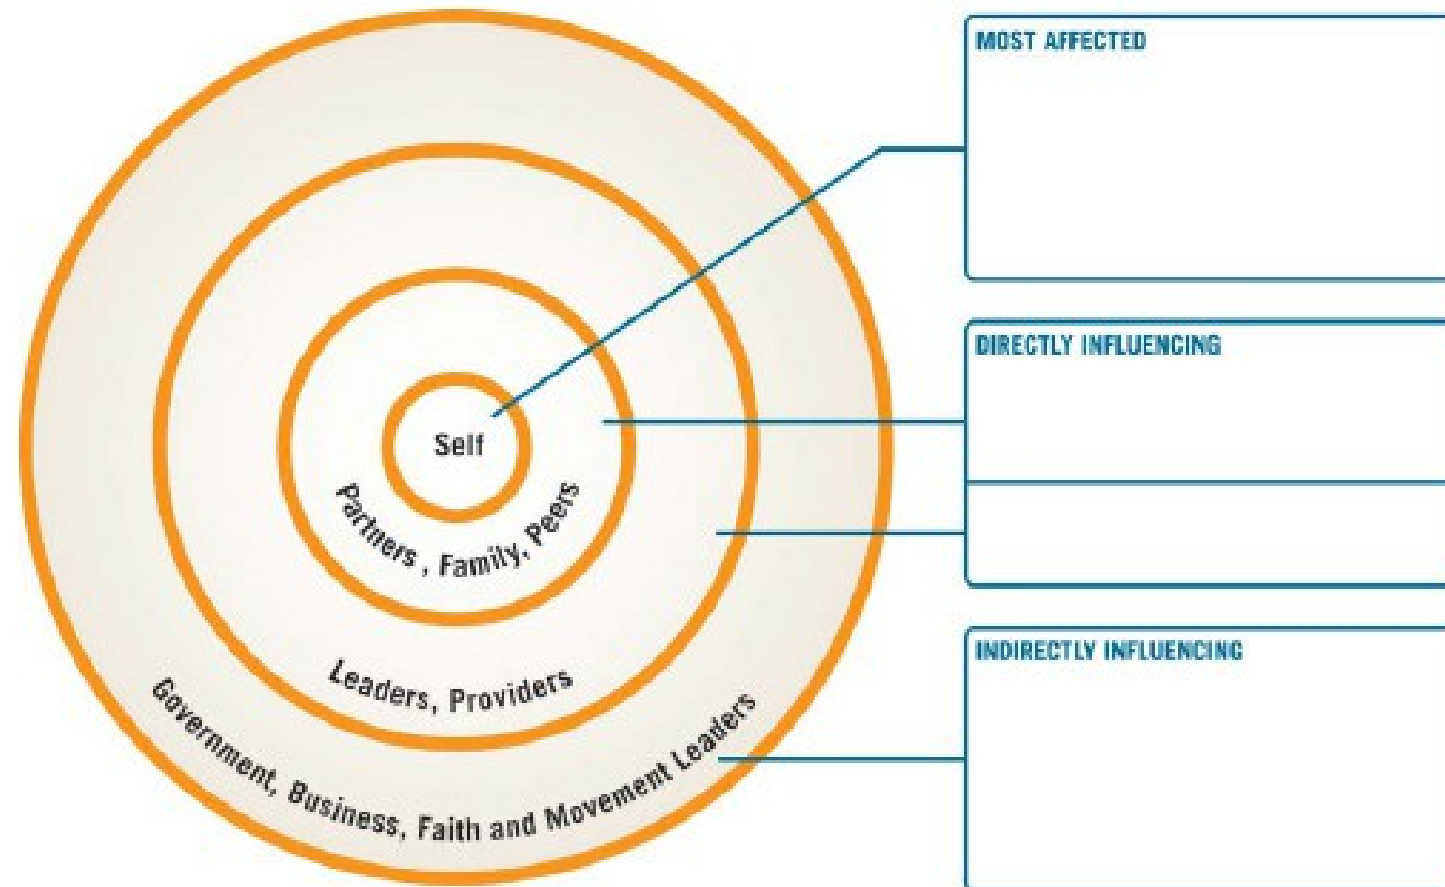 MOST AFFECTED
DIRECTLY INFLUENCING
Self
Partners , Family, Peers
INDIRECTLY INFLUENCING
Leaders, Providers
Government, Business, Faith and Movement Leaders